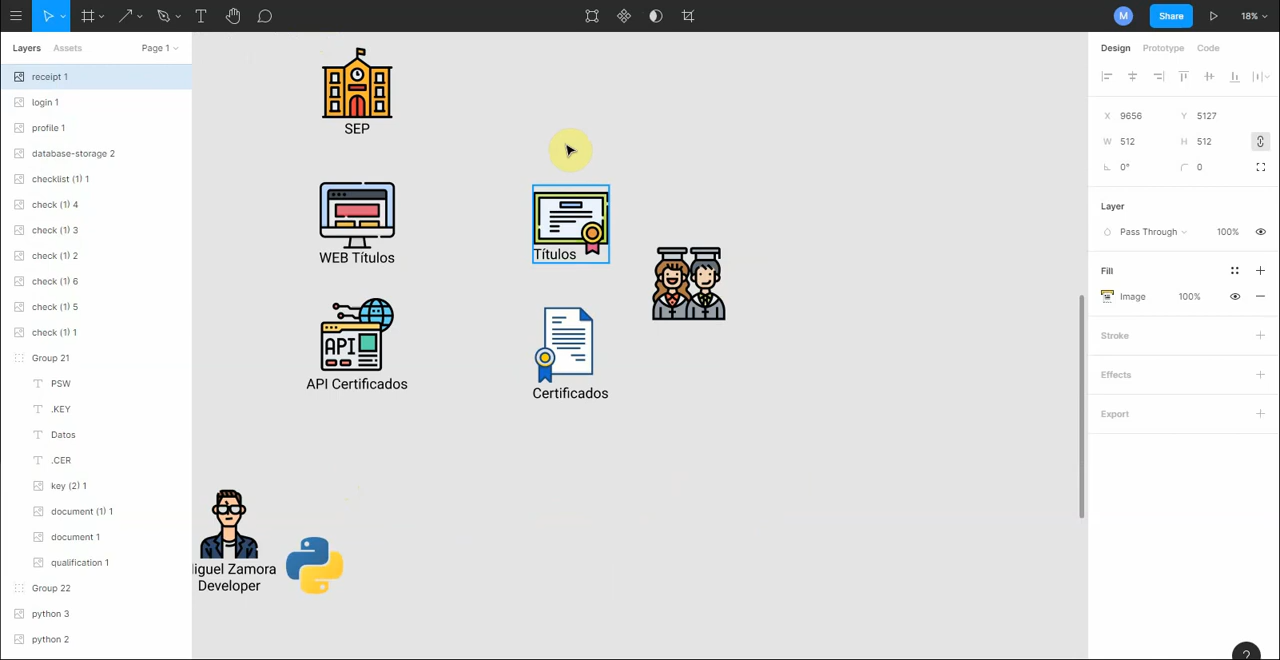 M
Share
18%
Layers
Assets
Page 1
Design
Prototype
Code
receipt 1
login 1
profile 1
database-storage 2
checklist (1) 1
check (1) 4
check (1) 3
check (1) 2
check (1) 6
check (1) 5
check (1) 1
Group 21
PSW
.KEY
Datos
.CER
key (2) 1
document (1) 1
document 1
qualification 1
Group 22
python 3
python 2
SEP
WEB Títulos
Títulos
API
API Certificados
Certificados
iguel Zamora
Developer
X 9656
Y 5127
W 512
H 512
0°
0
Layer
Pass Through
100%
Fill
Image
100%
Stroke
Effects
Export
?